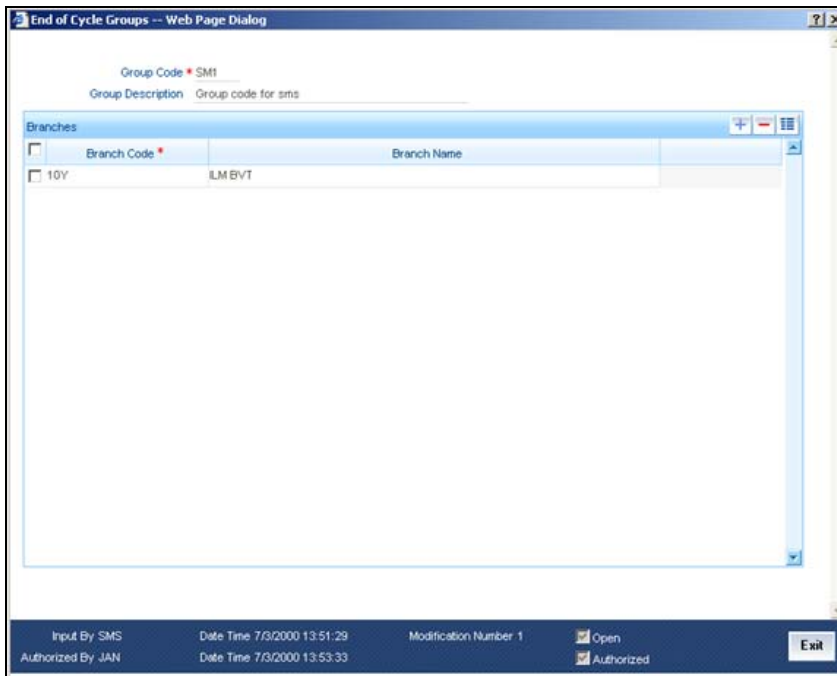 End of Cycle Groups -- Web Page Dialog
Group Code * SM1
Group Description Group code for sms
Branches
Branch Code * Branch Name
10Y ILM BVT
Input By SMS Date Time 7/3/2000 13:51:29 Modification Number 1 Open
Authorized By JAN Date Time 7/3/2000 13:53:33 Authorized
Exit